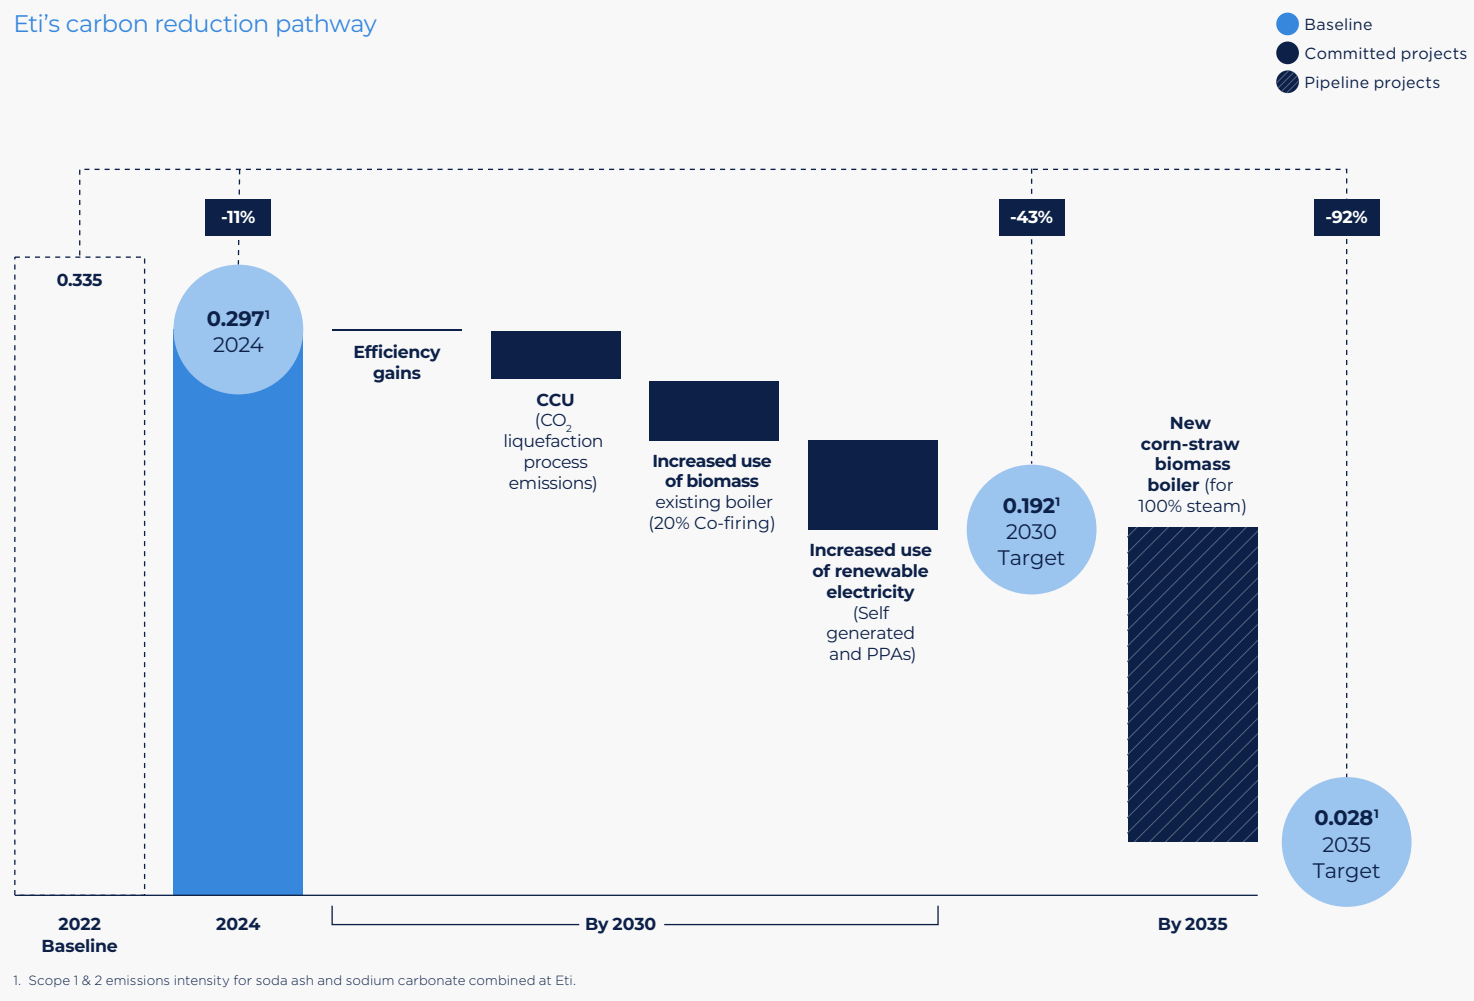 Eti’s carbon reduction pathway
Baseline
Committed projects
Pipeline projects
-11%
-43%
-92%
0.335
0.297¹
2024
Efficiency
gains
CCU
(CO₂
liquefaction
process
emissions)
Increased use
of biomass
existing boiler
(20% Co-firing)
Increased use
of renewable
electricity
(Self
generated
and PPAs)
0.192¹
2030
Target
New
corn-straw
biomass
boiler (for
100% steam)
0.028¹
2035
Target
2022
Baseline
2024
By 2030
By 2035
1. Scope 1 & 2 emissions intensity for soda ash and sodium carbonate combined at Eti.